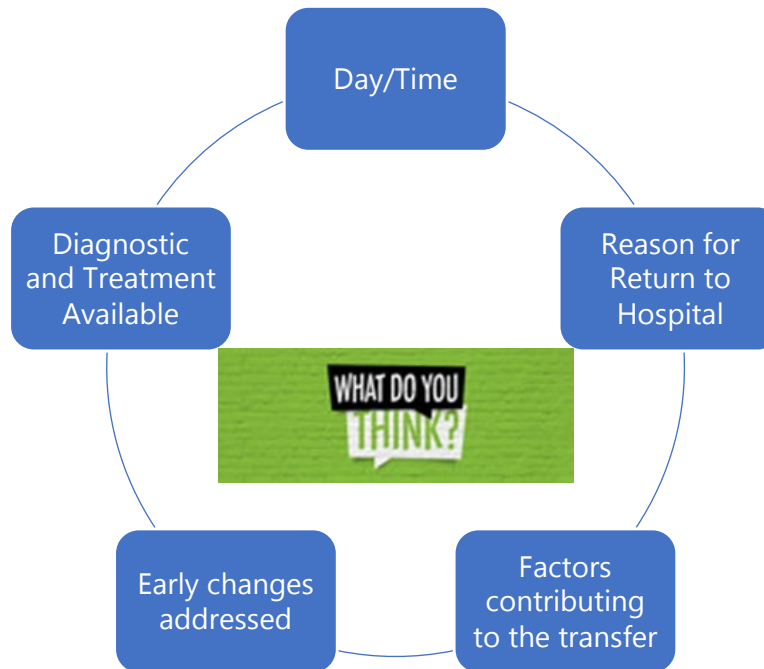 Day/Time
Reason for
Return to
Hospital
Factors
contributing
to the transfer
Early changes
addressed
Diagnostic
and Treatment
Available
WHAT DO YOU
THINK?